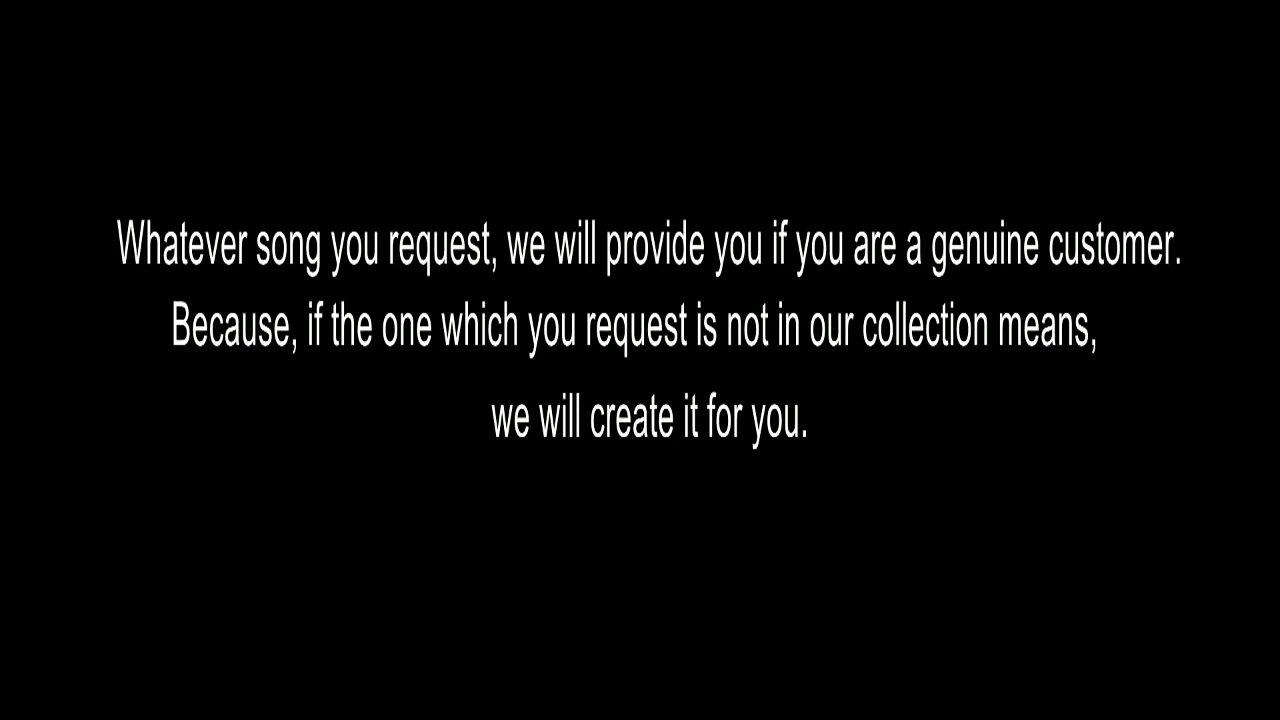 Whatever song you request, we will provide you if you are a genuine customer.
Because, if the one which you request is not in our collection means,
we will create it for you.